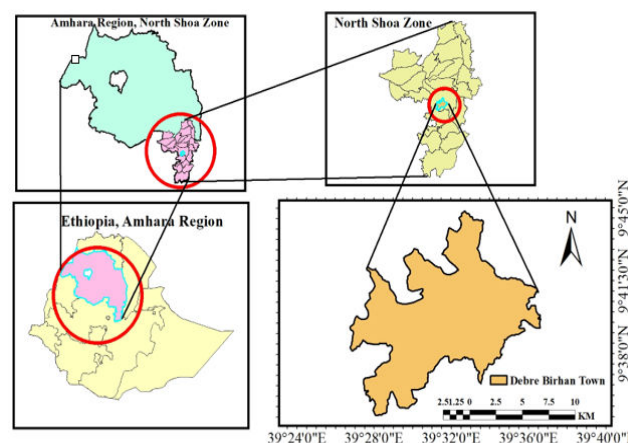 Amhara Region, North Shoa Zone
North Shoa Zone
Ethiopia, Amhara Region
N
Debre Birhan Town
2.51.25 0 2.5 5 7.5 10
KM
9°45'0"N
9°41'30"N
9°38'0"N
39°24'0"E 39°28'0"E 39°32'0"E 39°36'0"E 39°40'0"E